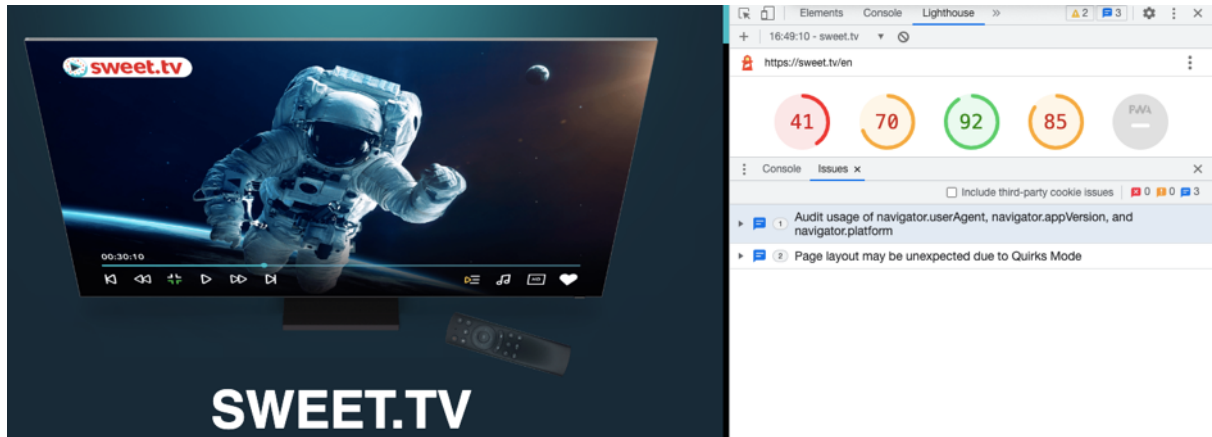 sweet.tv
00:30:10
HD
SWEET.TV
Elements Console Lighthouse » 2 3
+ 16:49:10 - sweet.tv
https://sweet.tv/en
41 70 92 85 PWA
Console Issues ×
Include third-party cookie issues 0 0 3
1 Audit usage of navigator.userAgent, navigator.appVersion, and
navigator.platform
2 Page layout may be unexpected due to Quirks Mode